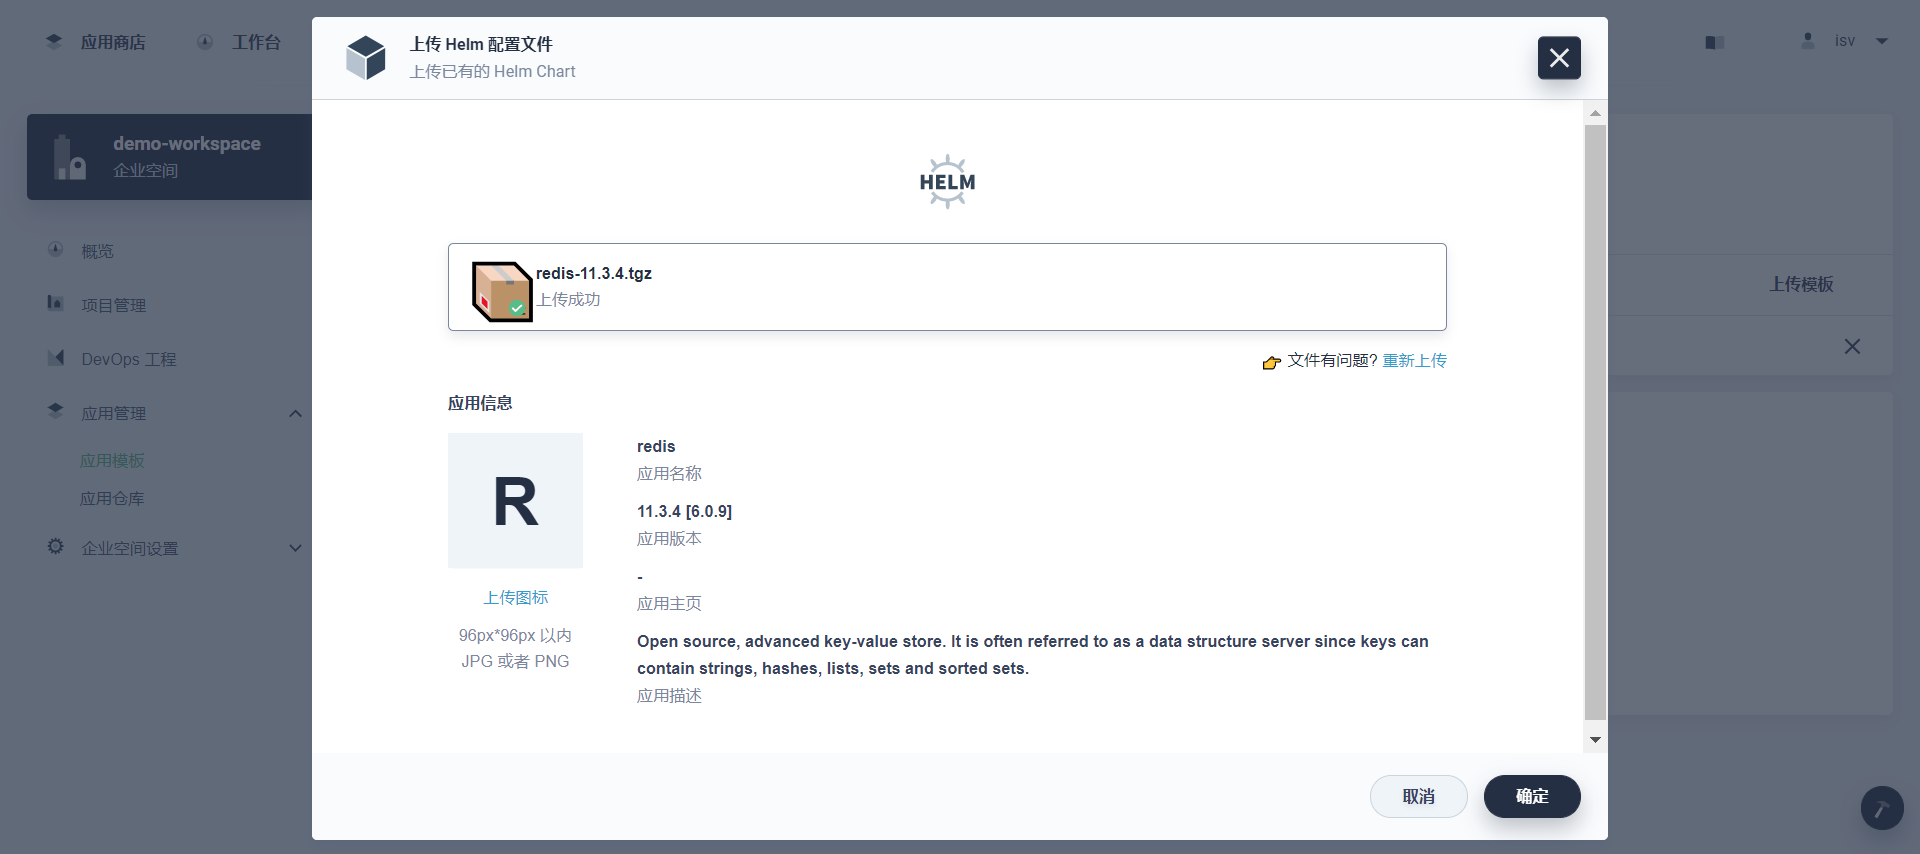 应用商店
工作台
isv
demo-workspace
企业空间
概览
项目管理
DevOps 工程
应用管理
应用模板
应用仓库
企业空间设置
上传模板
上传 Helm 配置文件
上传已有的 Helm Chart
HELM
redis-11.3.4.tgz
上传成功
文件有问题? 重新上传
应用信息
R
上传图标
96px*96px 以内
JPG 或者 PNG
redis
应用名称
11.3.4 [6.0.9]
应用版本
-
应用主页
Open source, advanced key-value store. It is often referred to as a data structure server since keys can
contain strings, hashes, lists, sets and sorted sets.
应用描述
取消
确定